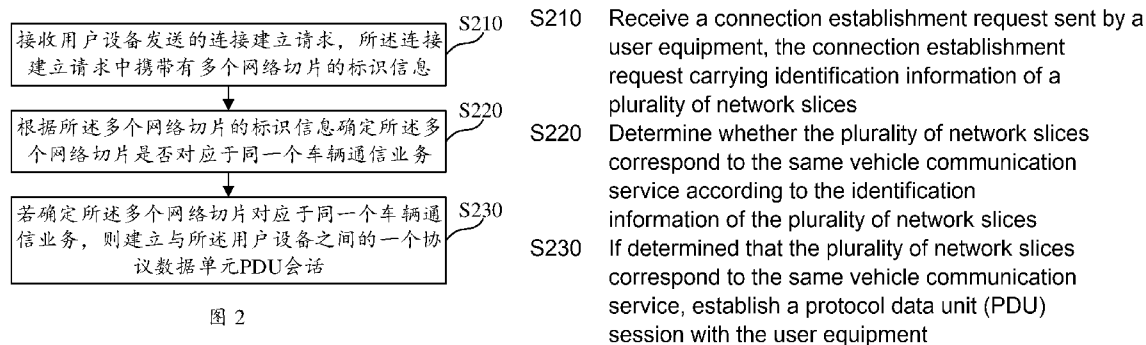 S210
接收用户设备发送的连接建立请求，所述连接
建立请求中携带有多个网络切片的标识信息
S220
根据所述多个网络切片的标识信息确定所述多
个网络切片是否对应于同一个车辆通信业务
S230
若确定所述多个网络切片对应于同一个车辆通
信业务，则建立与所述用户设备之间的一个协
议数据单元PDU会话
图 2
S210 Receive a connection establishment request sent by a
user equipment, the connection establishment
request carrying identification information of a
plurality of network slices
S220 Determine whether the plurality of network slices
correspond to the same vehicle communication
service according to the identification
information of the plurality of network slices
S230 If determined that the plurality of network slices
correspond to the same vehicle communication
service, establish a protocol data unit (PDU)
session with the user equipment